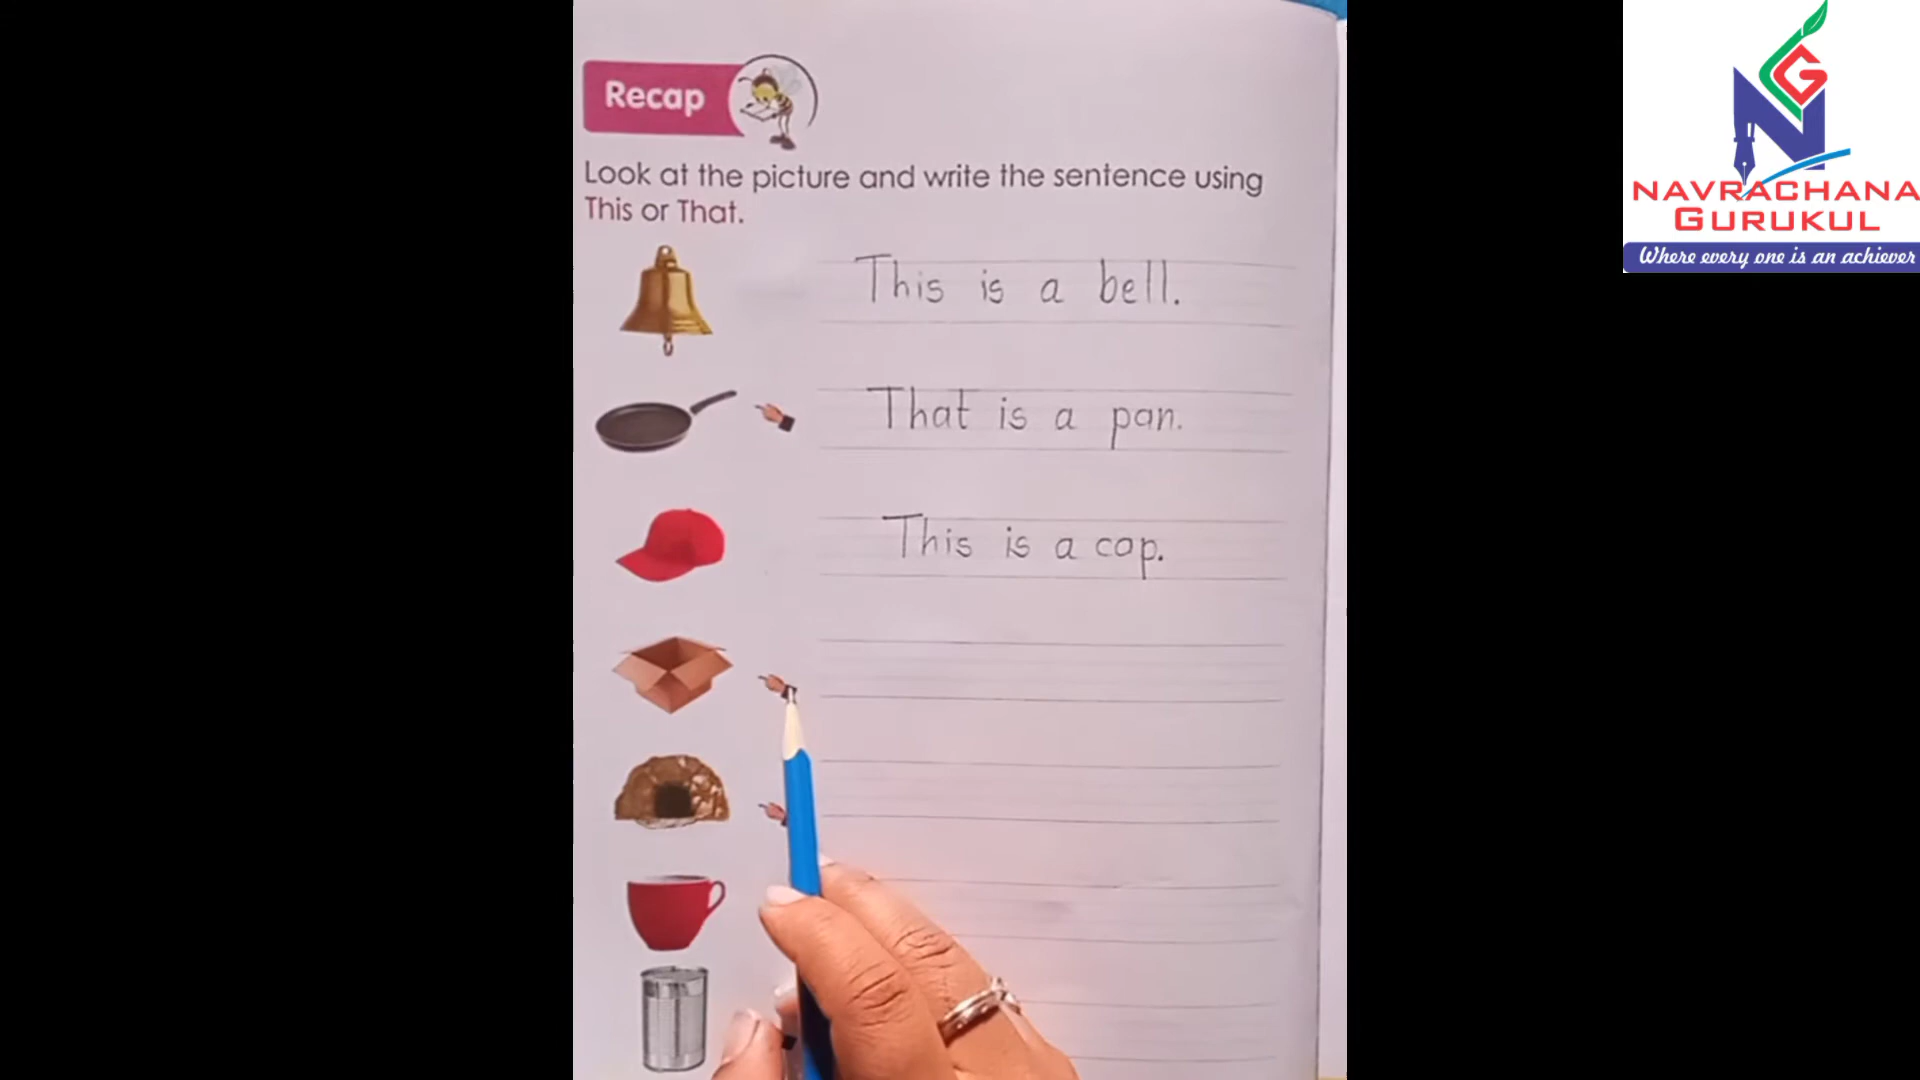 Recap
Look at the picture and write the sentence using
This or That.
This is a bell.
That is a pan.
This is a cap.
NG
NAVRACHANA
GURUKUL
Where every one is an achiever